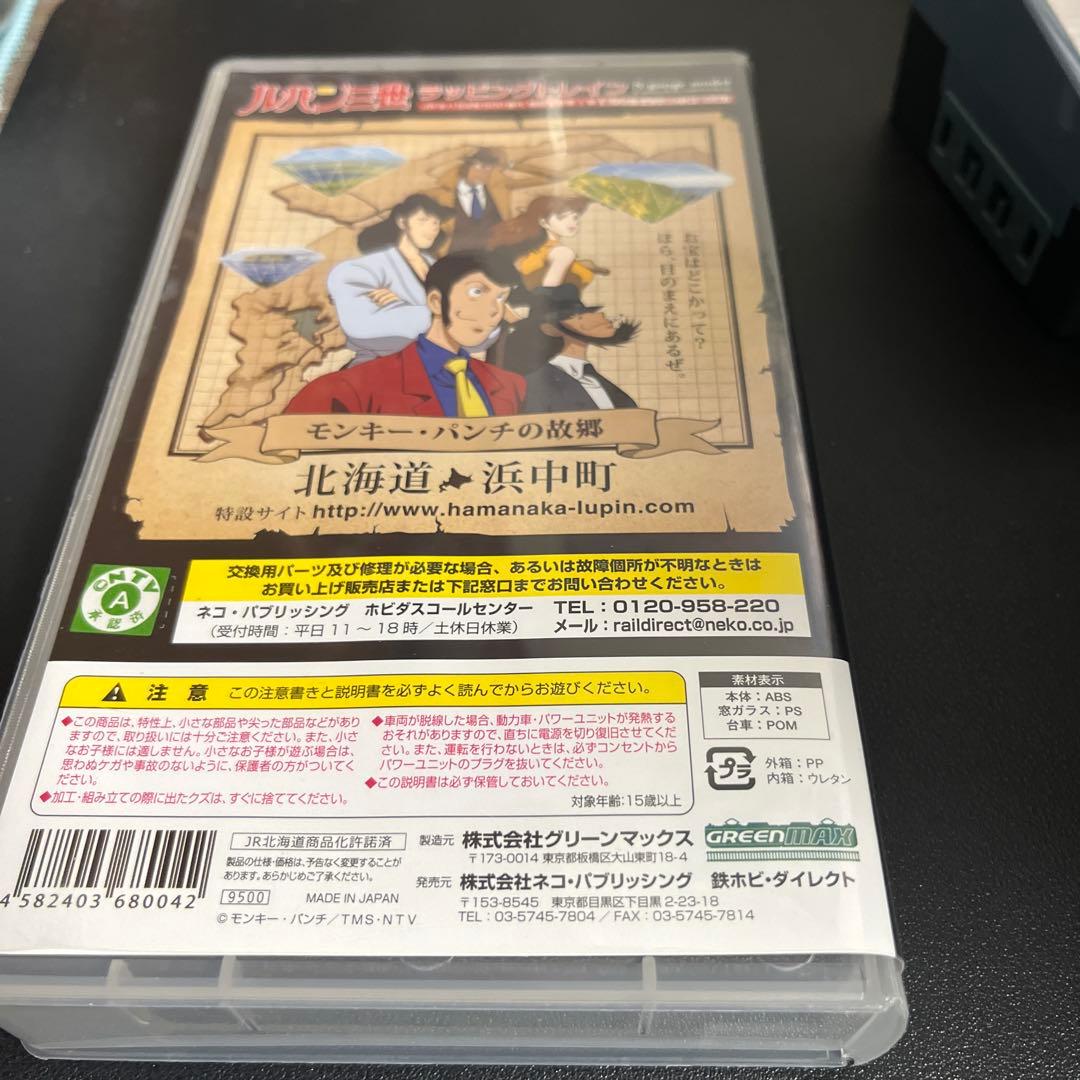 ルパン三世 ラッピングトレイン
お宝はどこかって?
ほら、目のまえにあるぜ。
モンキー・パンチの故郷
北海道 浜中町
特設サイト http://www.hamanaka-lupin.com
NTV
A
承認済
交換用パーツ及び修理が必要な場合、あるいは故障個所が不明なときは
お買い上げ販売店または下記窓口までお問い合わせください。
ネコ・パブリッシング ホビダスコールセンター TEL:0120-958-220
(受付時間:平日11〜18時/土休日休業) メール:raildirect@neko.co.jp
注意 この注意書きと説明書を必ずよく読んでからお遊びください。
◆この商品は、特性上、小さな部品や尖った部品などがあり
ますので、取り扱いには十分ご注意ください。また、小さ
なお子様には適しません。小さなお子様が遊ぶ場合は、
思わぬケガや事故のないように、保護者の方がついてく
ださい。
◆加工・組み立ての際に出たクズは、すぐに捨ててください。
◆車両が脱線した場合、動力車・パワーユニットが発熱する
おそれがありますので、直ちに電源を切り復旧させてくだ
さい。また、運転を行わないときは、必ずコンセントから
パワーユニットのプラグを抜いてください。
◆この説明書は必ず保管しておいてください。
対象年齢:15歳以上
素材表示
本体:ABS
窓ガラス:PS
台車:POM
プラ
外箱:PP
内箱:ウレタン
4 582403 680042
JR北海道商品化許諾済
製品の仕様・価格は、予告なく変更することが
あります。あらかじめご了承ください。
9500 MADE IN JAPAN
©モンキー・パンチ/TMS・NTV
製造元 株式会社グリーンマックス
〒173-0014 東京都板橋区大山東町18-4
GREENMAX
発売元 株式会社ネコ・パブリッシング 鉄ホビ・ダイレクト
〒153-8545 東京都目黒区下目黒2-23-18
TEL:03-5745-7804/FAX:03-5745-7814